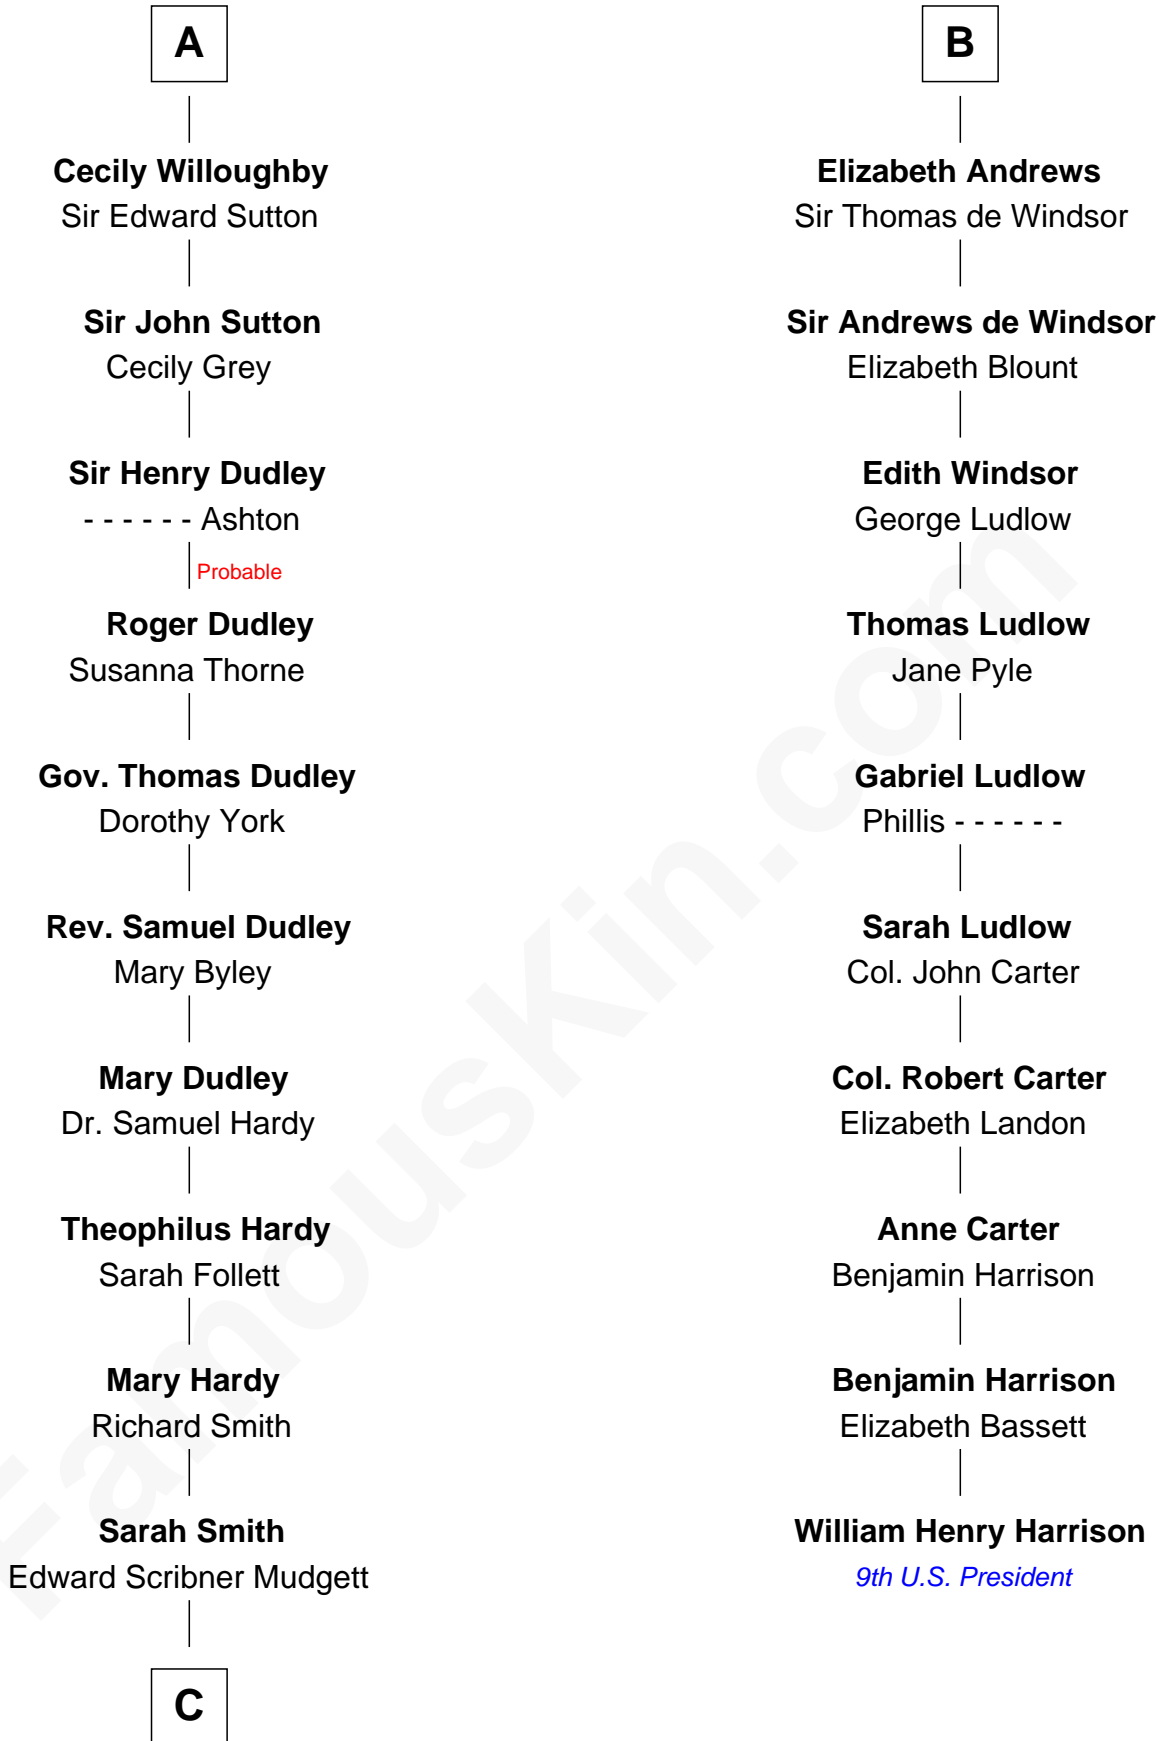 A
Cecily Willoughby
Sir Edward Sutton
Sir John Sutton
Cecily Grey
Sir Henry Dudley
- - - - - - Ashton
Probable
Roger Dudley
Susanna Thorne
Gov. Thomas Dudley
Dorothy York
Rev. Samuel Dudley
Mary Byley
Mary Dudley
Dr. Samuel Hardy
Theophilus Hardy
Sarah Follett
Mary Hardy
Richard Smith
Sarah Smith
Edward Scribner Mudgett
C
B
Elizabeth Andrews
Sir Thomas de Windsor
Sir Andrews de Windsor
Elizabeth Blount
Edith Windsor
George Ludlow
Thomas Ludlow
Jane Pyle
Gabriel Ludlow
Phillis - - - - - -
Sarah Ludlow
Col. John Carter
Col. Robert Carter
Elizabeth Landon
Anne Carter
Benjamin Harrison
Benjamin Harrison
Elizabeth Bassett
William Henry Harrison
9th U.S. President
FamousKin.com